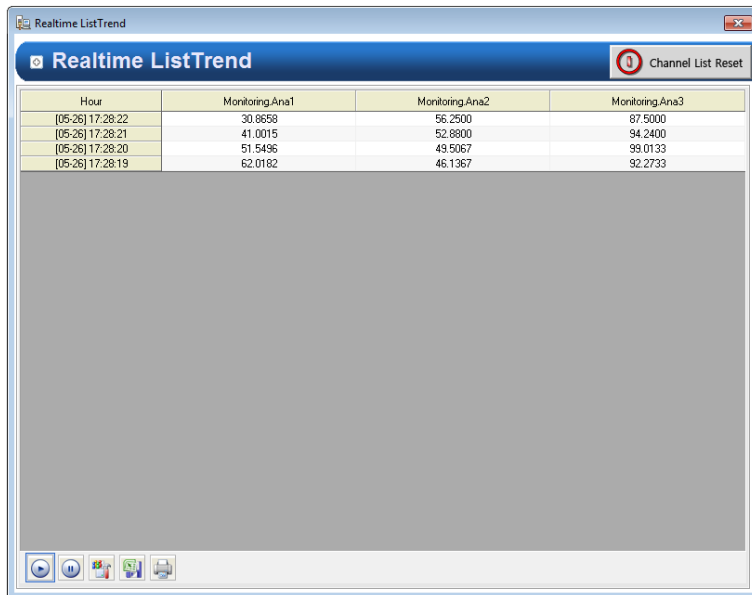 Realtime ListTrend
Realtime ListTrend
Channel List Reset
Hour Monitoring.Ana1 Monitoring.Ana2 Monitoring.Ana3
[05-26] 17:28:22 30.8658 56.2500 87.5000
[05-26] 17:28:21 41.0015 52.8800 94.2400
[05-26] 17:28:20 51.5496 49.5067 99.0133
[05-26] 17:28:19 62.0182 46.1367 92.2733